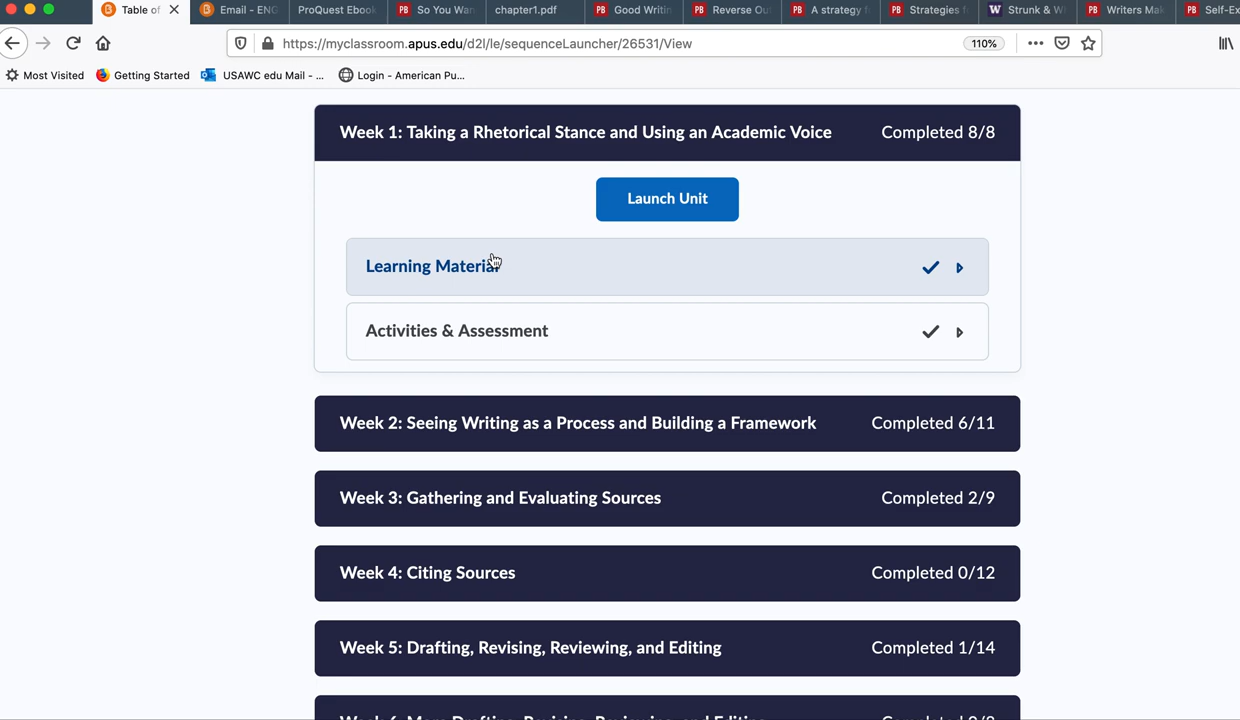 Table of
Email - ENG
ProQuest Ebook
So You Wan
chapter1.pdf
Good Writin
Reverse Ou
A strategy f
Strategies f
Strunk & W
Writers Mak
Self-Ex
https://myclassroom.apus.edu/d2l/le/sequenceLauncher/26531/View
110%
Most Visited
Getting Started
USAWC edu Mail - ...
Login - American Pu...
Week 1: Taking a Rhetorical Stance and Using an Academic Voice Completed 8/8
Launch Unit
Learning Material
Activities & Assessment
Week 2: Seeing Writing as a Process and Building a Framework Completed 6/11
Week 3: Gathering and Evaluating Sources Completed 2/9
Week 4: Citing Sources Completed 0/12
Week 5: Drafting, Revising, Reviewing, and Editing Completed 1/14